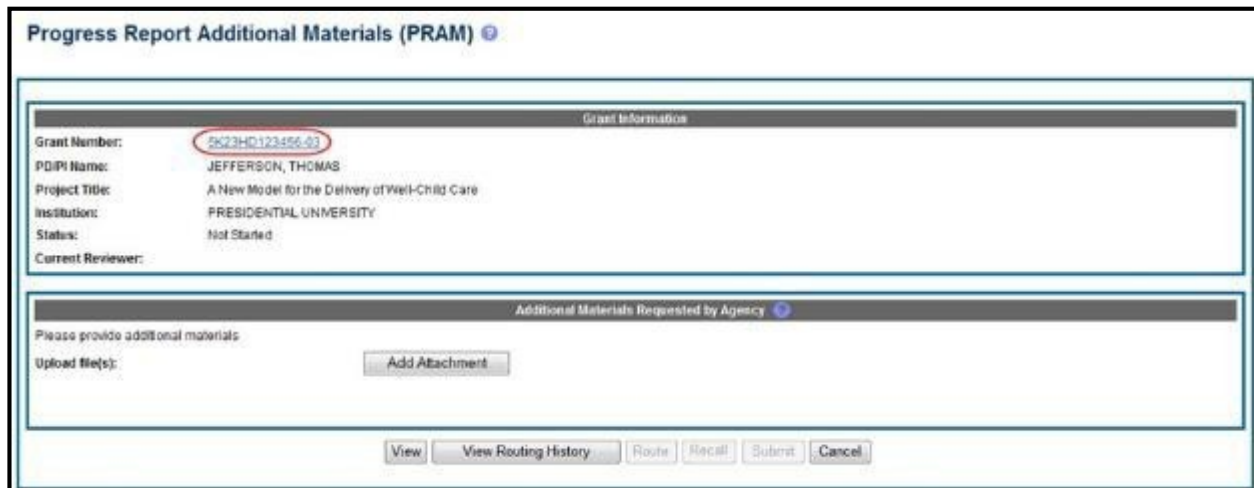 Progress Report Additional Materials (PRAM) ?
Grant Information
Grant Number: 5K23HD123456-03
PD/PI Name: JEFFERSON, THOMAS
Project Title: A New Model for the Delivery of Well-Child Care
Institution: PRESIDENTIAL UNIVERSITY
Status: Not Started
Current Reviewer:
Additional Materials Requested by Agency ?
Please provide additional materials
Upload file(s): Add Attachment
View View Routing History Route Recall Submit Cancel